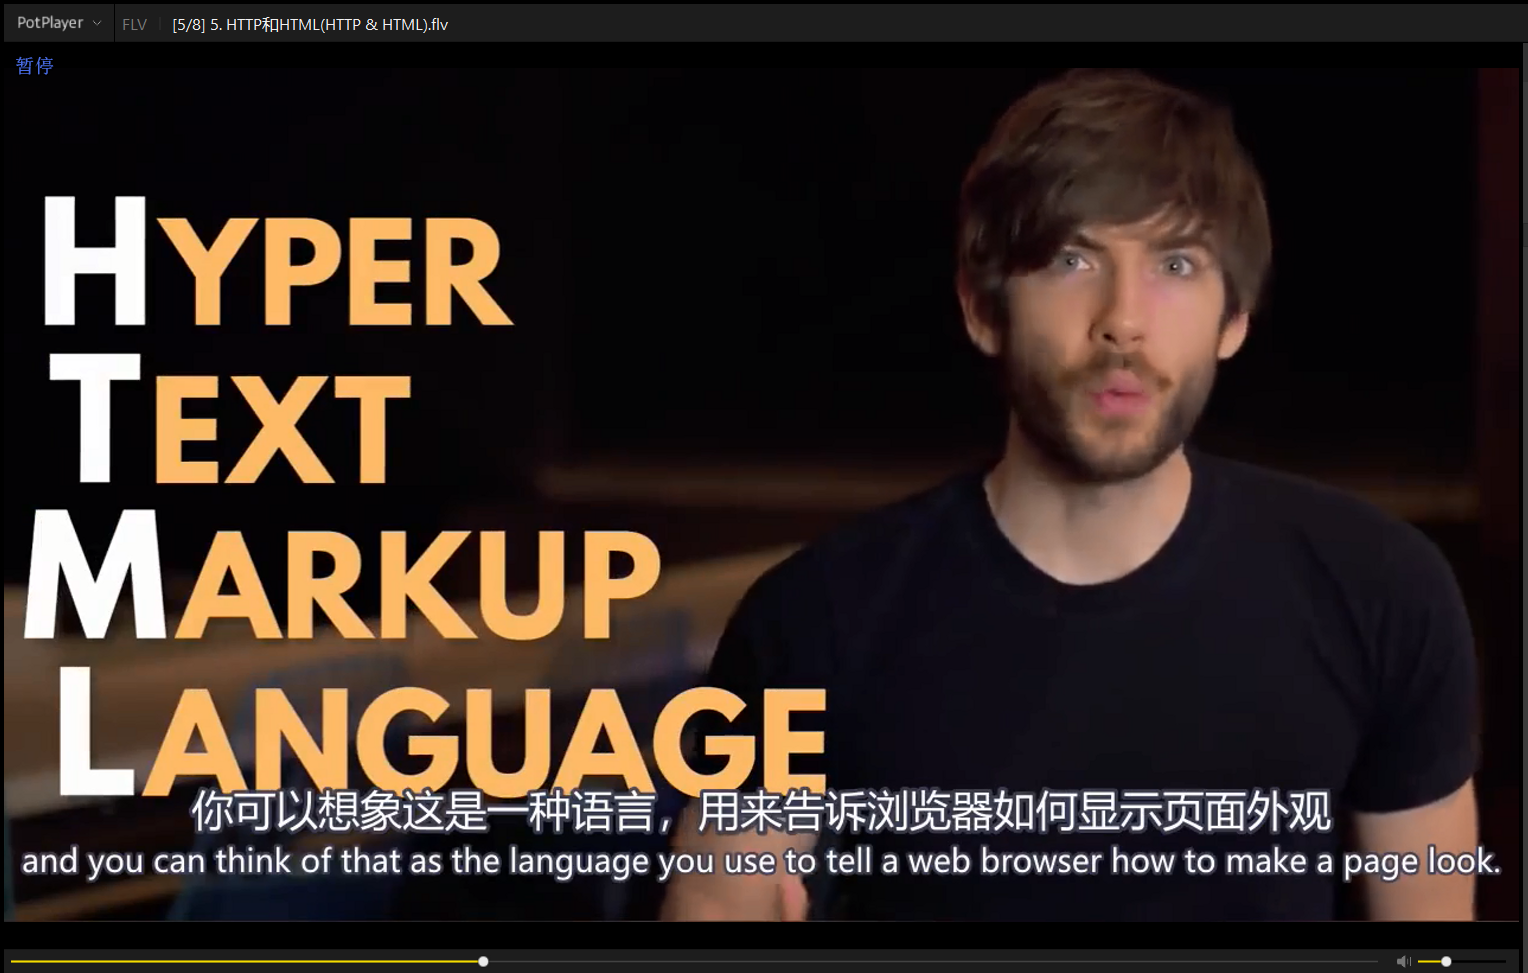 PotPlayer
FLV
[5/8] 5. HTTP和HTML(HTTP & HTML).flv
暂停
HYPER
TEXT
MARKUP
LANGUAGE
你可以想象这是一种语言，用来告诉浏览器如何显示页面外观
and you can think of that as the language you use to tell a web browser how to make a page look.